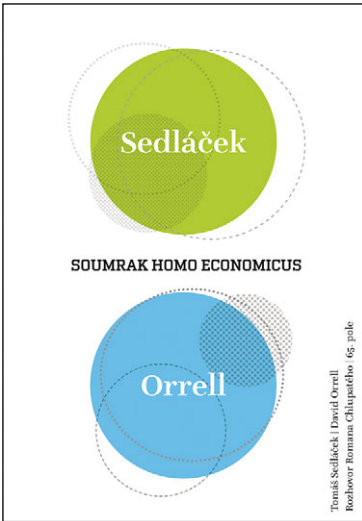 Sedláček
SOUMRAK HOMO ECONOMICUS
Orrell
Tomáš Sedláček | David Orrell
Rozhovor Romana Chlupatého | 65. pole